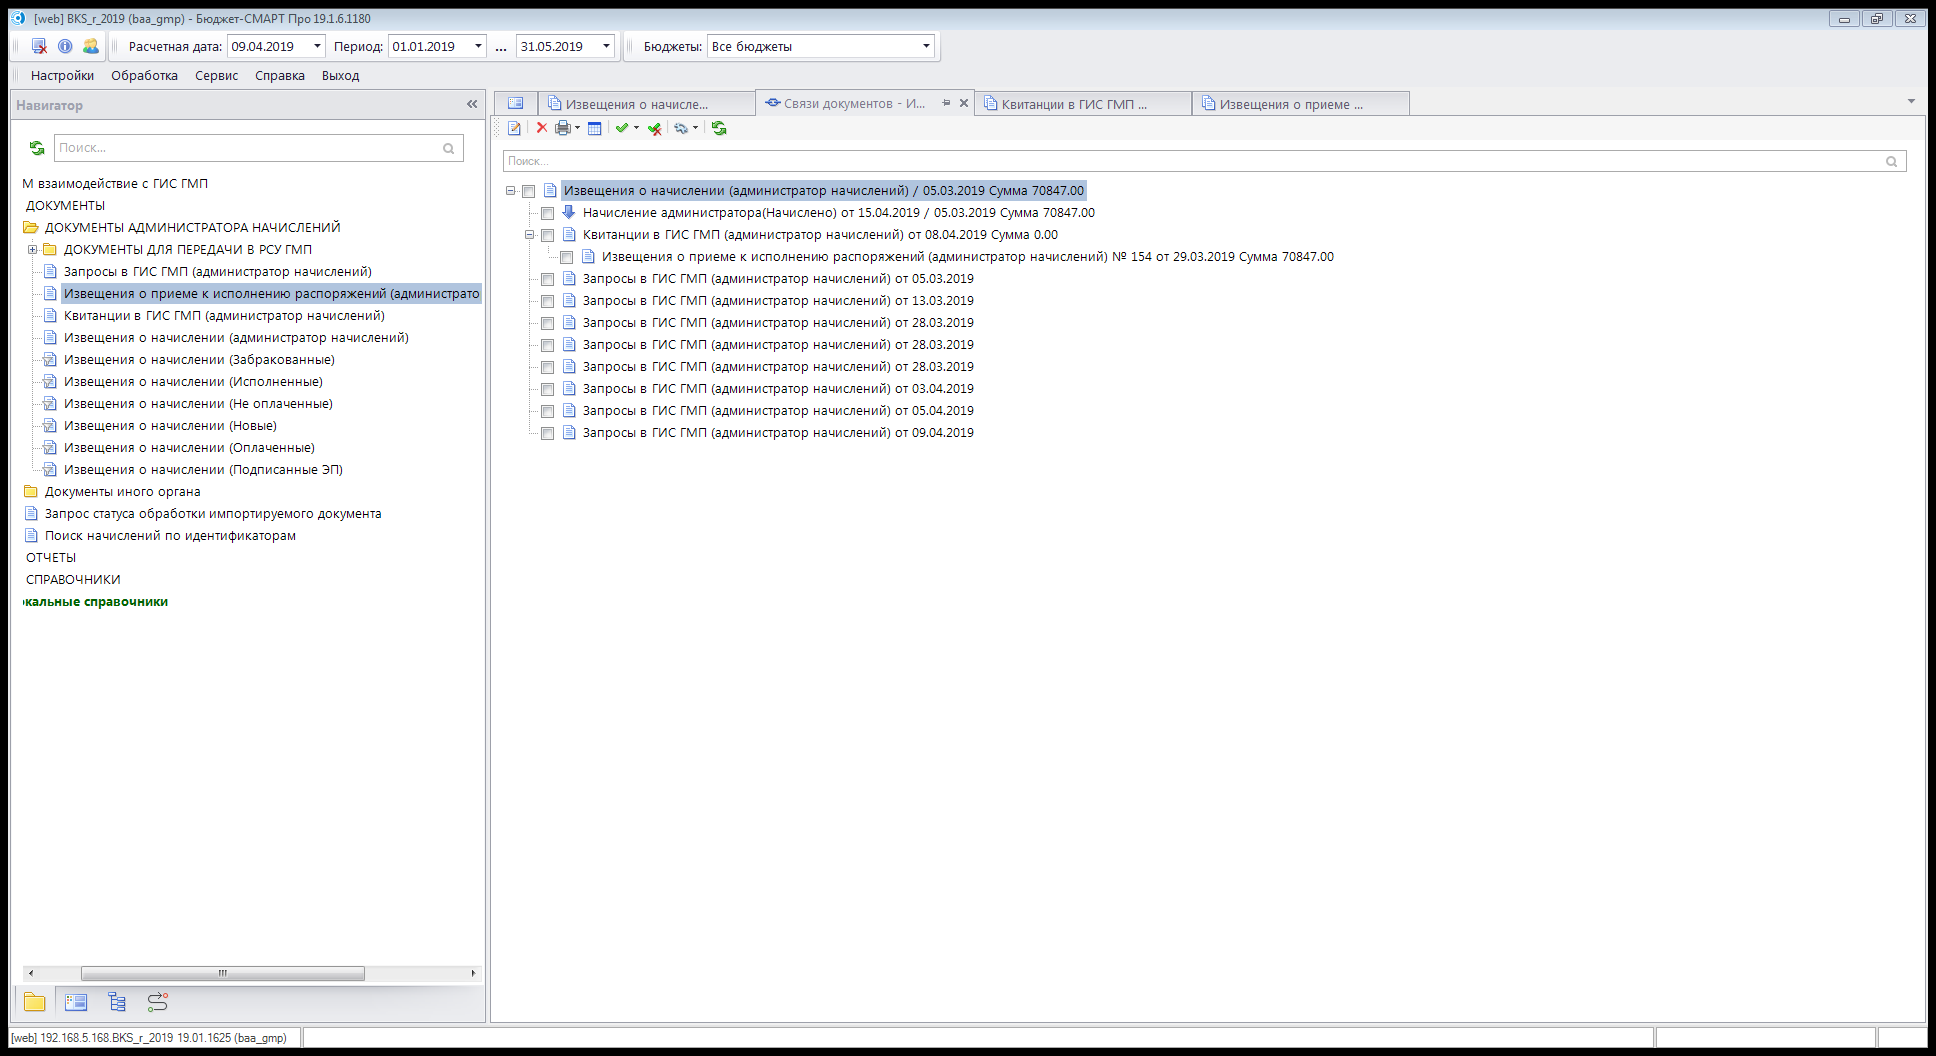 [web] BKS_r_2019 (baa_gmp) - Бюджет-СМАРТ Про 19.1.6.1180
Расчетная дата: 09.04.2019 Период: 01.01.2019 ... 31.05.2019 Бюджеты: Все бюджеты
Настройки Обработка Сервис Справка Выход
Навигатор
Поиск...
М взаимодействие с ГИС ГМП
ДОКУМЕНТЫ
ДОКУМЕНТЫ АДМИНИСТРАТОРА НАЧИСЛЕНИЙ
ДОКУМЕНТЫ ДЛЯ ПЕРЕДАЧИ В РСУ ГМП
Запросы в ГИС ГМП (администратор начислений)
Извещения о приеме к исполнению распоряжений (администрато
Квитанции в ГИС ГМП (администратор начислений)
Извещения о начислении (администратор начислений)
Извещения о начислении (Забракованные)
Извещения о начислении (Исполненные)
Извещения о начислении (Не оплаченные)
Извещения о начислении (Новые)
Извещения о начислении (Оплаченные)
Извещения о начислении (Подписанные ЭП)
Документы иного органа
Запрос статуса обработки импортируемого документа
Поиск начислений по идентификаторам
ОТЧЕТЫ
СПРАВОЧНИКИ
окальные справочники
Извещения о начисле... Связи документов - И... Квитанции в ГИС ГМП ... Извещения о приеме ...
Поиск...
Извещения о начислении (администратор начислений) / 05.03.2019 Сумма 70847.00
Начисление администратора(Начислено) от 15.04.2019 / 05.03.2019 Сумма 70847.00
Квитанции в ГИС ГМП (администратор начислений) от 08.04.2019 Сумма 0.00
Извещения о приеме к исполнению распоряжений (администратор начислений) № 154 от 29.03.2019 Сумма 70847.00
Запросы в ГИС ГМП (администратор начислений) от 05.03.2019
Запросы в ГИС ГМП (администратор начислений) от 13.03.2019
Запросы в ГИС ГМП (администратор начислений) от 28.03.2019
Запросы в ГИС ГМП (администратор начислений) от 28.03.2019
Запросы в ГИС ГМП (администратор начислений) от 28.03.2019
Запросы в ГИС ГМП (администратор начислений) от 03.04.2019
Запросы в ГИС ГМП (администратор начислений) от 05.04.2019
Запросы в ГИС ГМП (администратор начислений) от 09.04.2019
[web] 192.168.5.168.BKS_r_2019 19.01.1625 (baa_gmp)